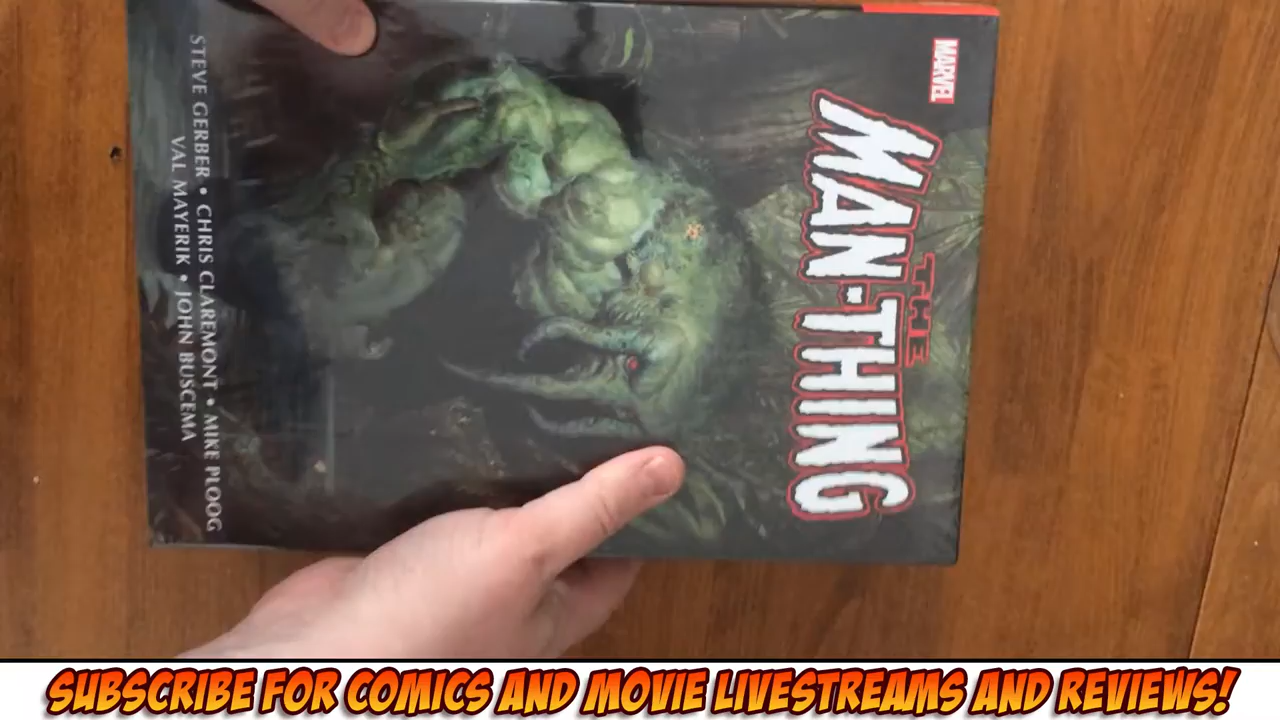 MARVEL
THE
MAN-THING
STEVE GERBER • CHRIS CLAREMONT • MIKE PLOOG
VAL MAYERIK • JOHN BUSCEMA
SUBSCRIBE FOR COMICS AND MOVIE LIVESTREAMS AND REVIEWS!